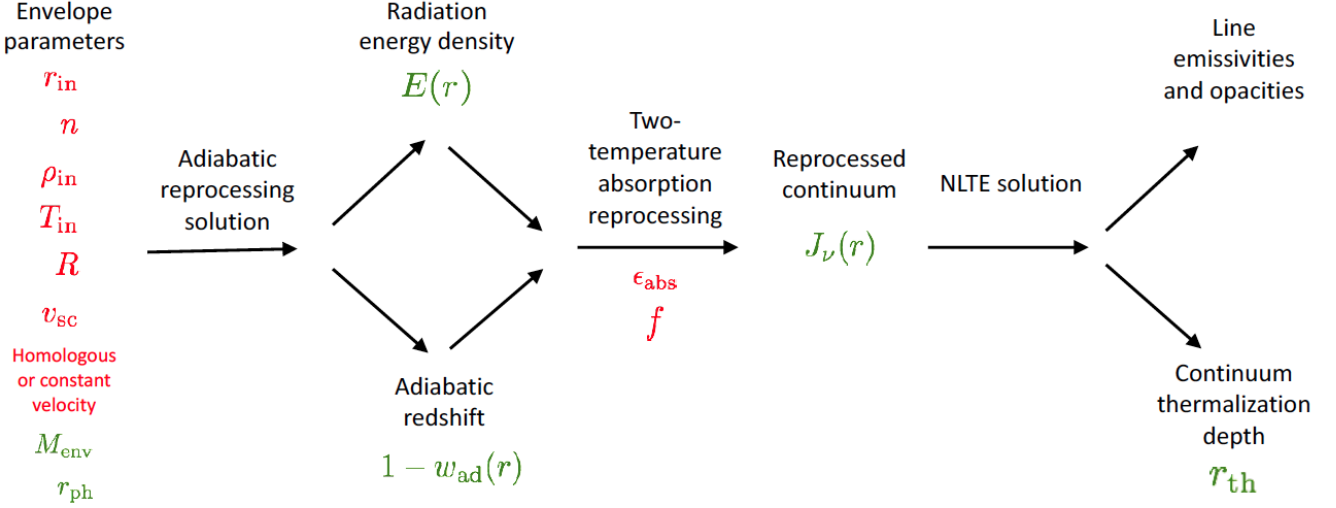 Envelope
parameters
r_in
n
ρ_in
T_in
R
v_sc
Homologous
or constant
velocity
M_env
r_ph
Adiabatic
reprocessing
solution
Radiation
energy density
E(r)
Adiabatic
redshift
1 − w_ad(r)
Two-
temperature
absorption
reprocessing
ϵ_abs
f
Reprocessed
continuum
J_ν(r)
NLTE solution
Line
emissivities
and opacities
Continuum
thermalization
depth
r_th